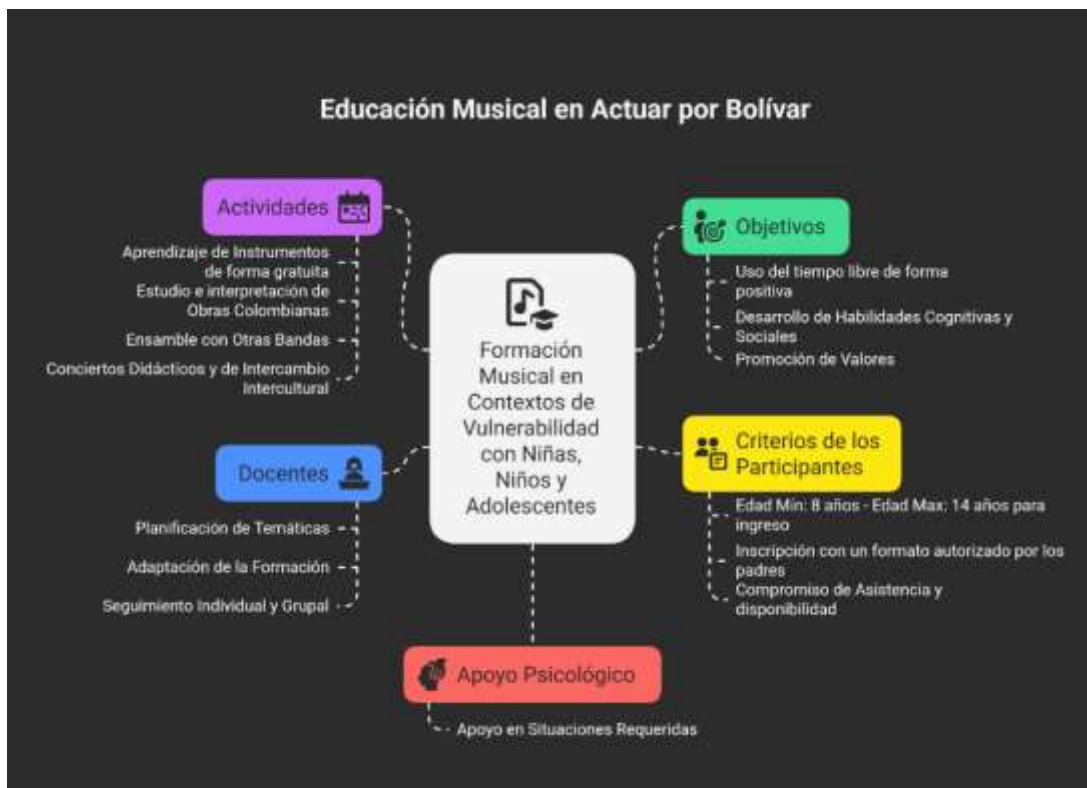 Educación Musical en Actuar por Bolívar
Actividades
Aprendizaje de Instrumentos
de forma gratuita
Estudio e interpretación de
Obras Colombianas
Ensamble con Otras Bandas
Conciertos Didácticos y de Intercambio
Intercultural
Docentes
Planificación de Temáticas
Adaptación de la Formación
Seguimiento Individual y Grupal
Formación
Musical en
Contextos de
Vulnerabilidad
con Niñas,
Niños y
Adolescentes
Objetivos
Uso del tiempo libre de forma
positiva
Desarrollo de Habilidades Cognitivas y
Sociales
Promoción de Valores
Criterios de los
Participantes
Edad Min: 8 años - Edad Max: 14 años para
ingreso
Inscripción con un formato autorizado por los
padres
Compromiso de Asistencia y
disponibilidad
Apoyo Psicológico
Apoyo en Situaciones Requeridas